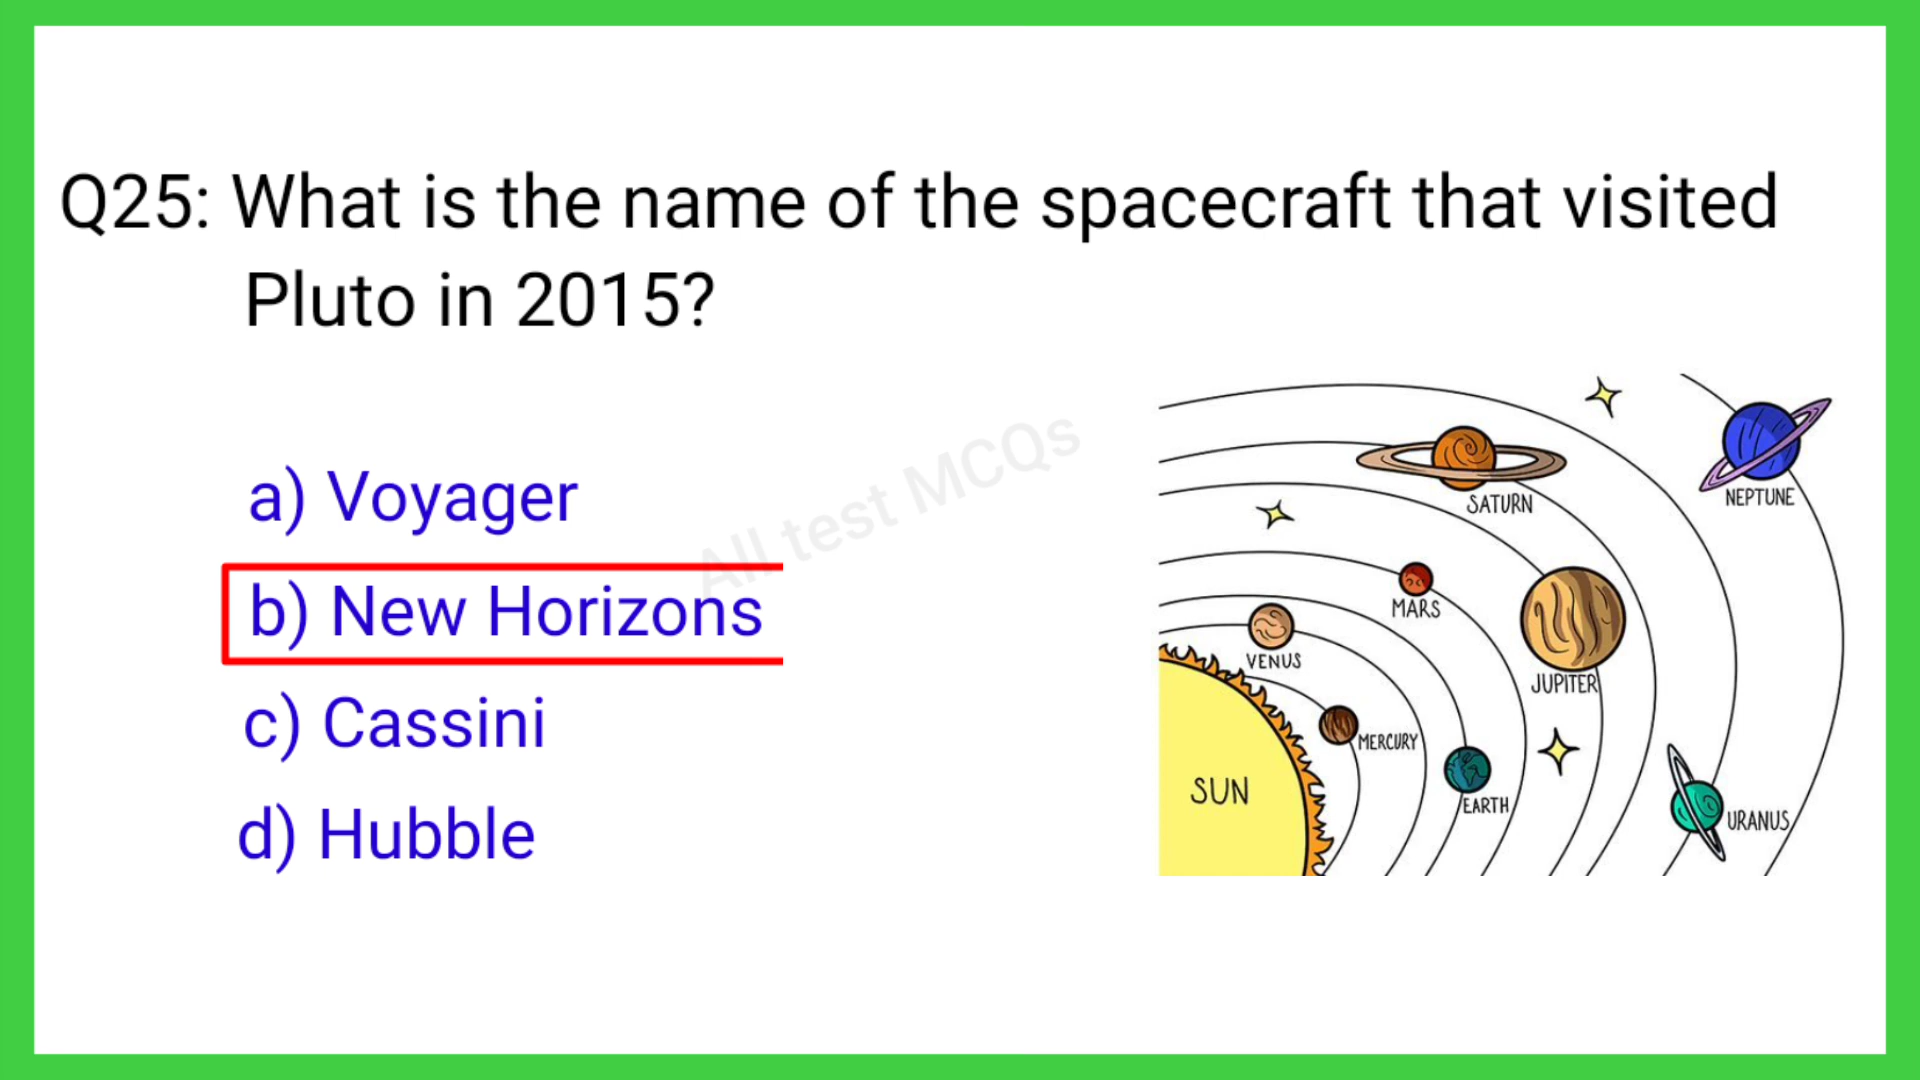 Q25: What is the name of the spacecraft that visited
Pluto in 2015?
a) Voyager
b) New Horizons
c) Cassini
d) Hubble
All test MCQs
NEPTUNE
SATURN
MARS
VENUS
JUPITER
MERCURY
SUN
EARTH
URANUS